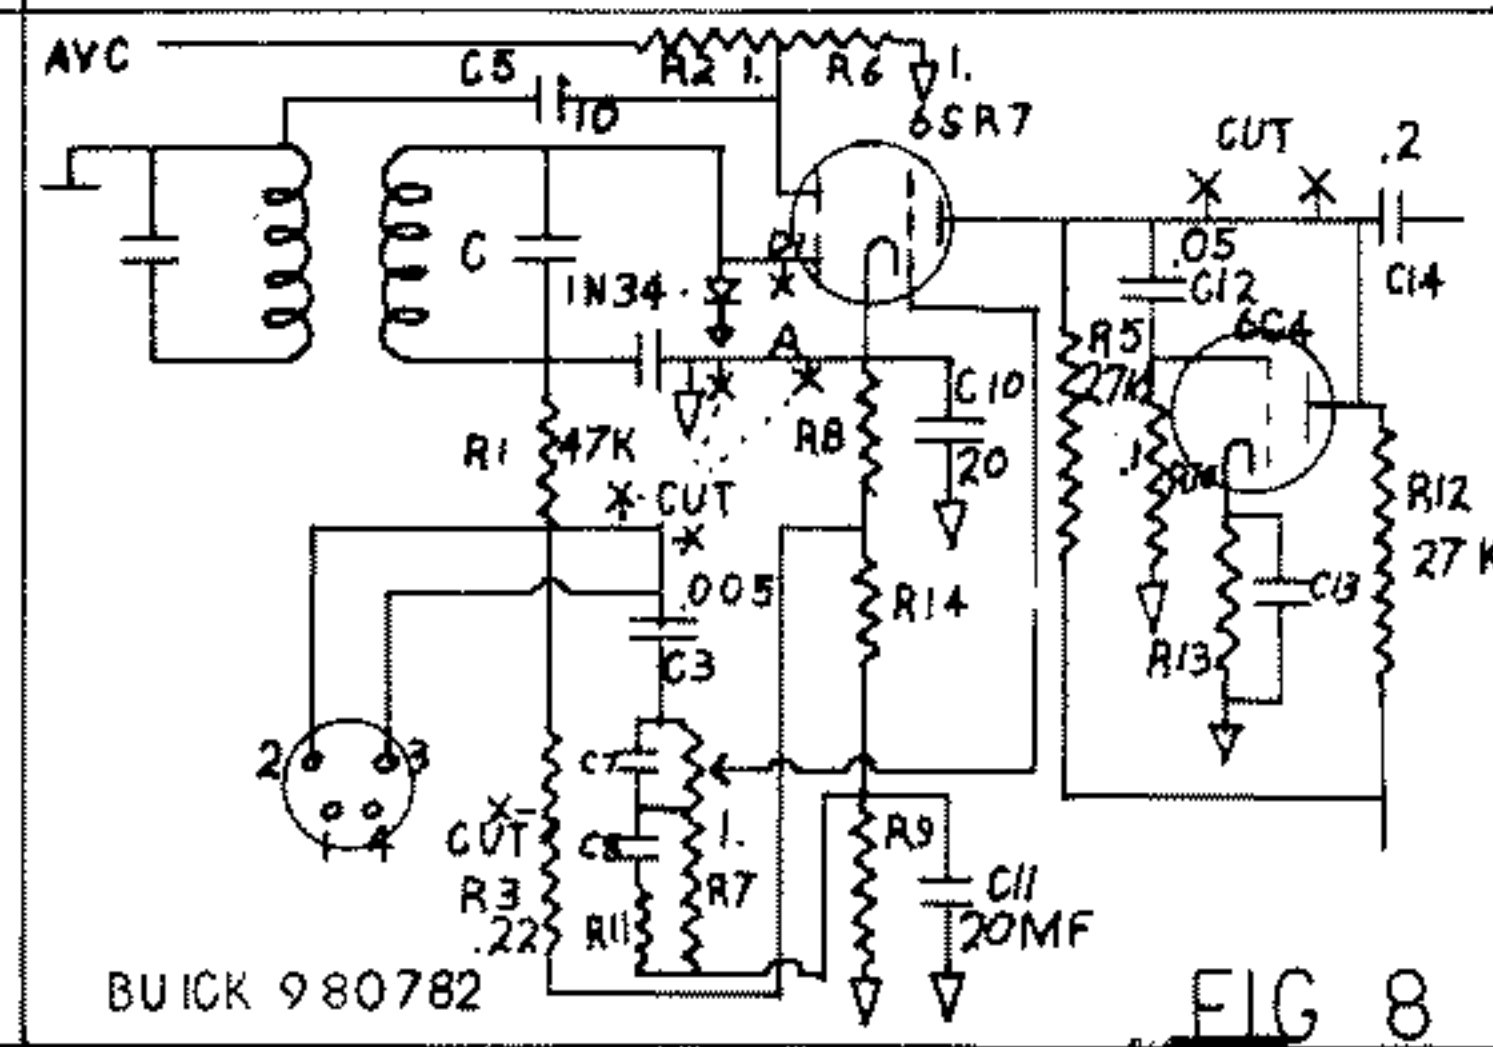 AVC
C5
10
R2 1.
R6
1.
6SR7
CUT
.2
C14
.05
C12
6C4
C
1N34
A
R1
47K
R8
C10
20
R5
27K
.1
R12
27K
CUT
.005
C3
R14
R13
C13
2
3
1
4
CUT
R3
.22
C7
C8
R11
1.
R7
R9
C11
20MF
BUICK 980782
FIG 8